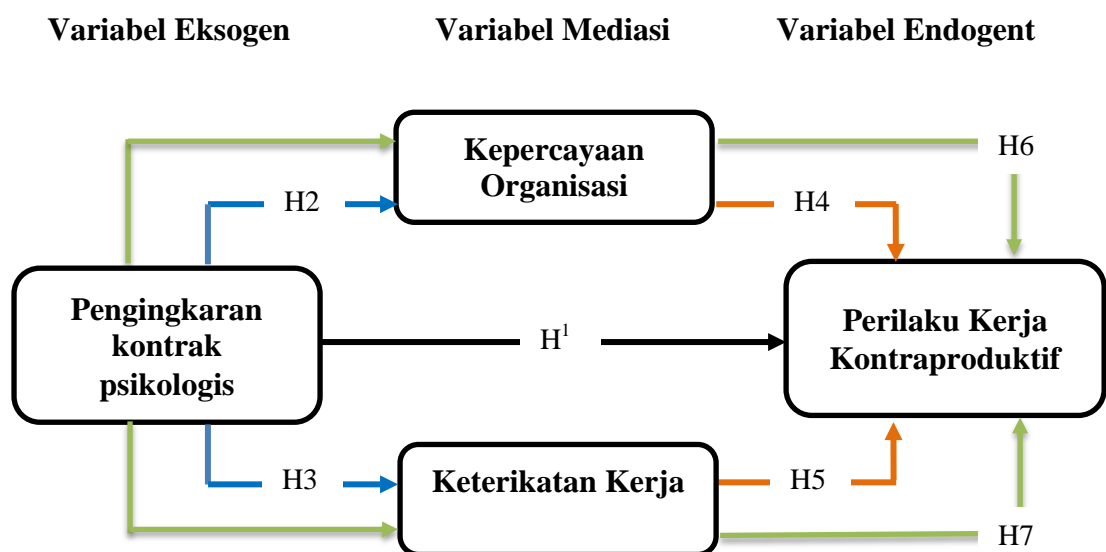 Variabel Eksogen
Variabel Mediasi
Variabel Endogent
Kepercayaan
Organisasi
H6
H2
H4
Pengingkaran
kontrak
psikologis
H¹
Perilaku Kerja
Kontraproduktif
H3
Keterikatan Kerja
H5
H7